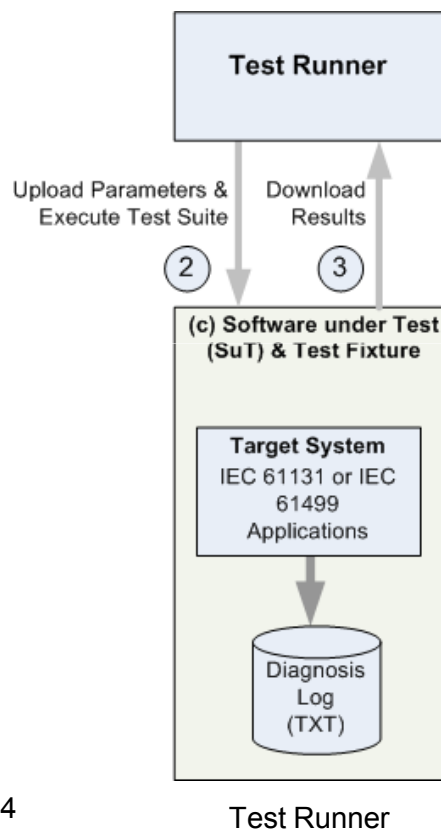 Test Runner
Upload Parameters &
Execute Test Suite
Download
Results
2
3
(c) Software under Test
(SuT) & Test Fixture
Target System
IEC 61131 or IEC
61499
Applications
Diagnosis
Log
(TXT)
4
Test Runner